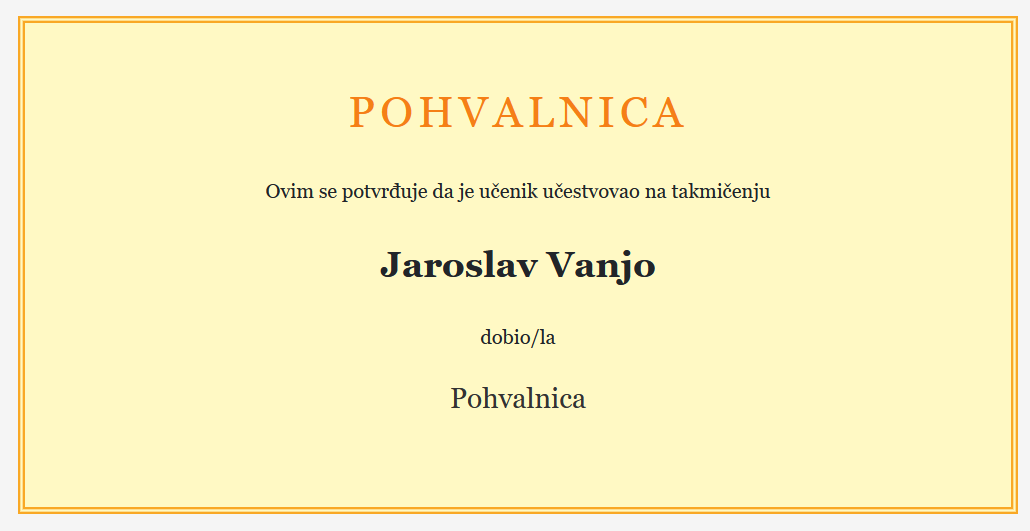 POHVALNICA
Ovim se potvrđuje da je učenik učestvovao na takmičenju
Jaroslav Vanjo
dobio/la
Pohvalnica